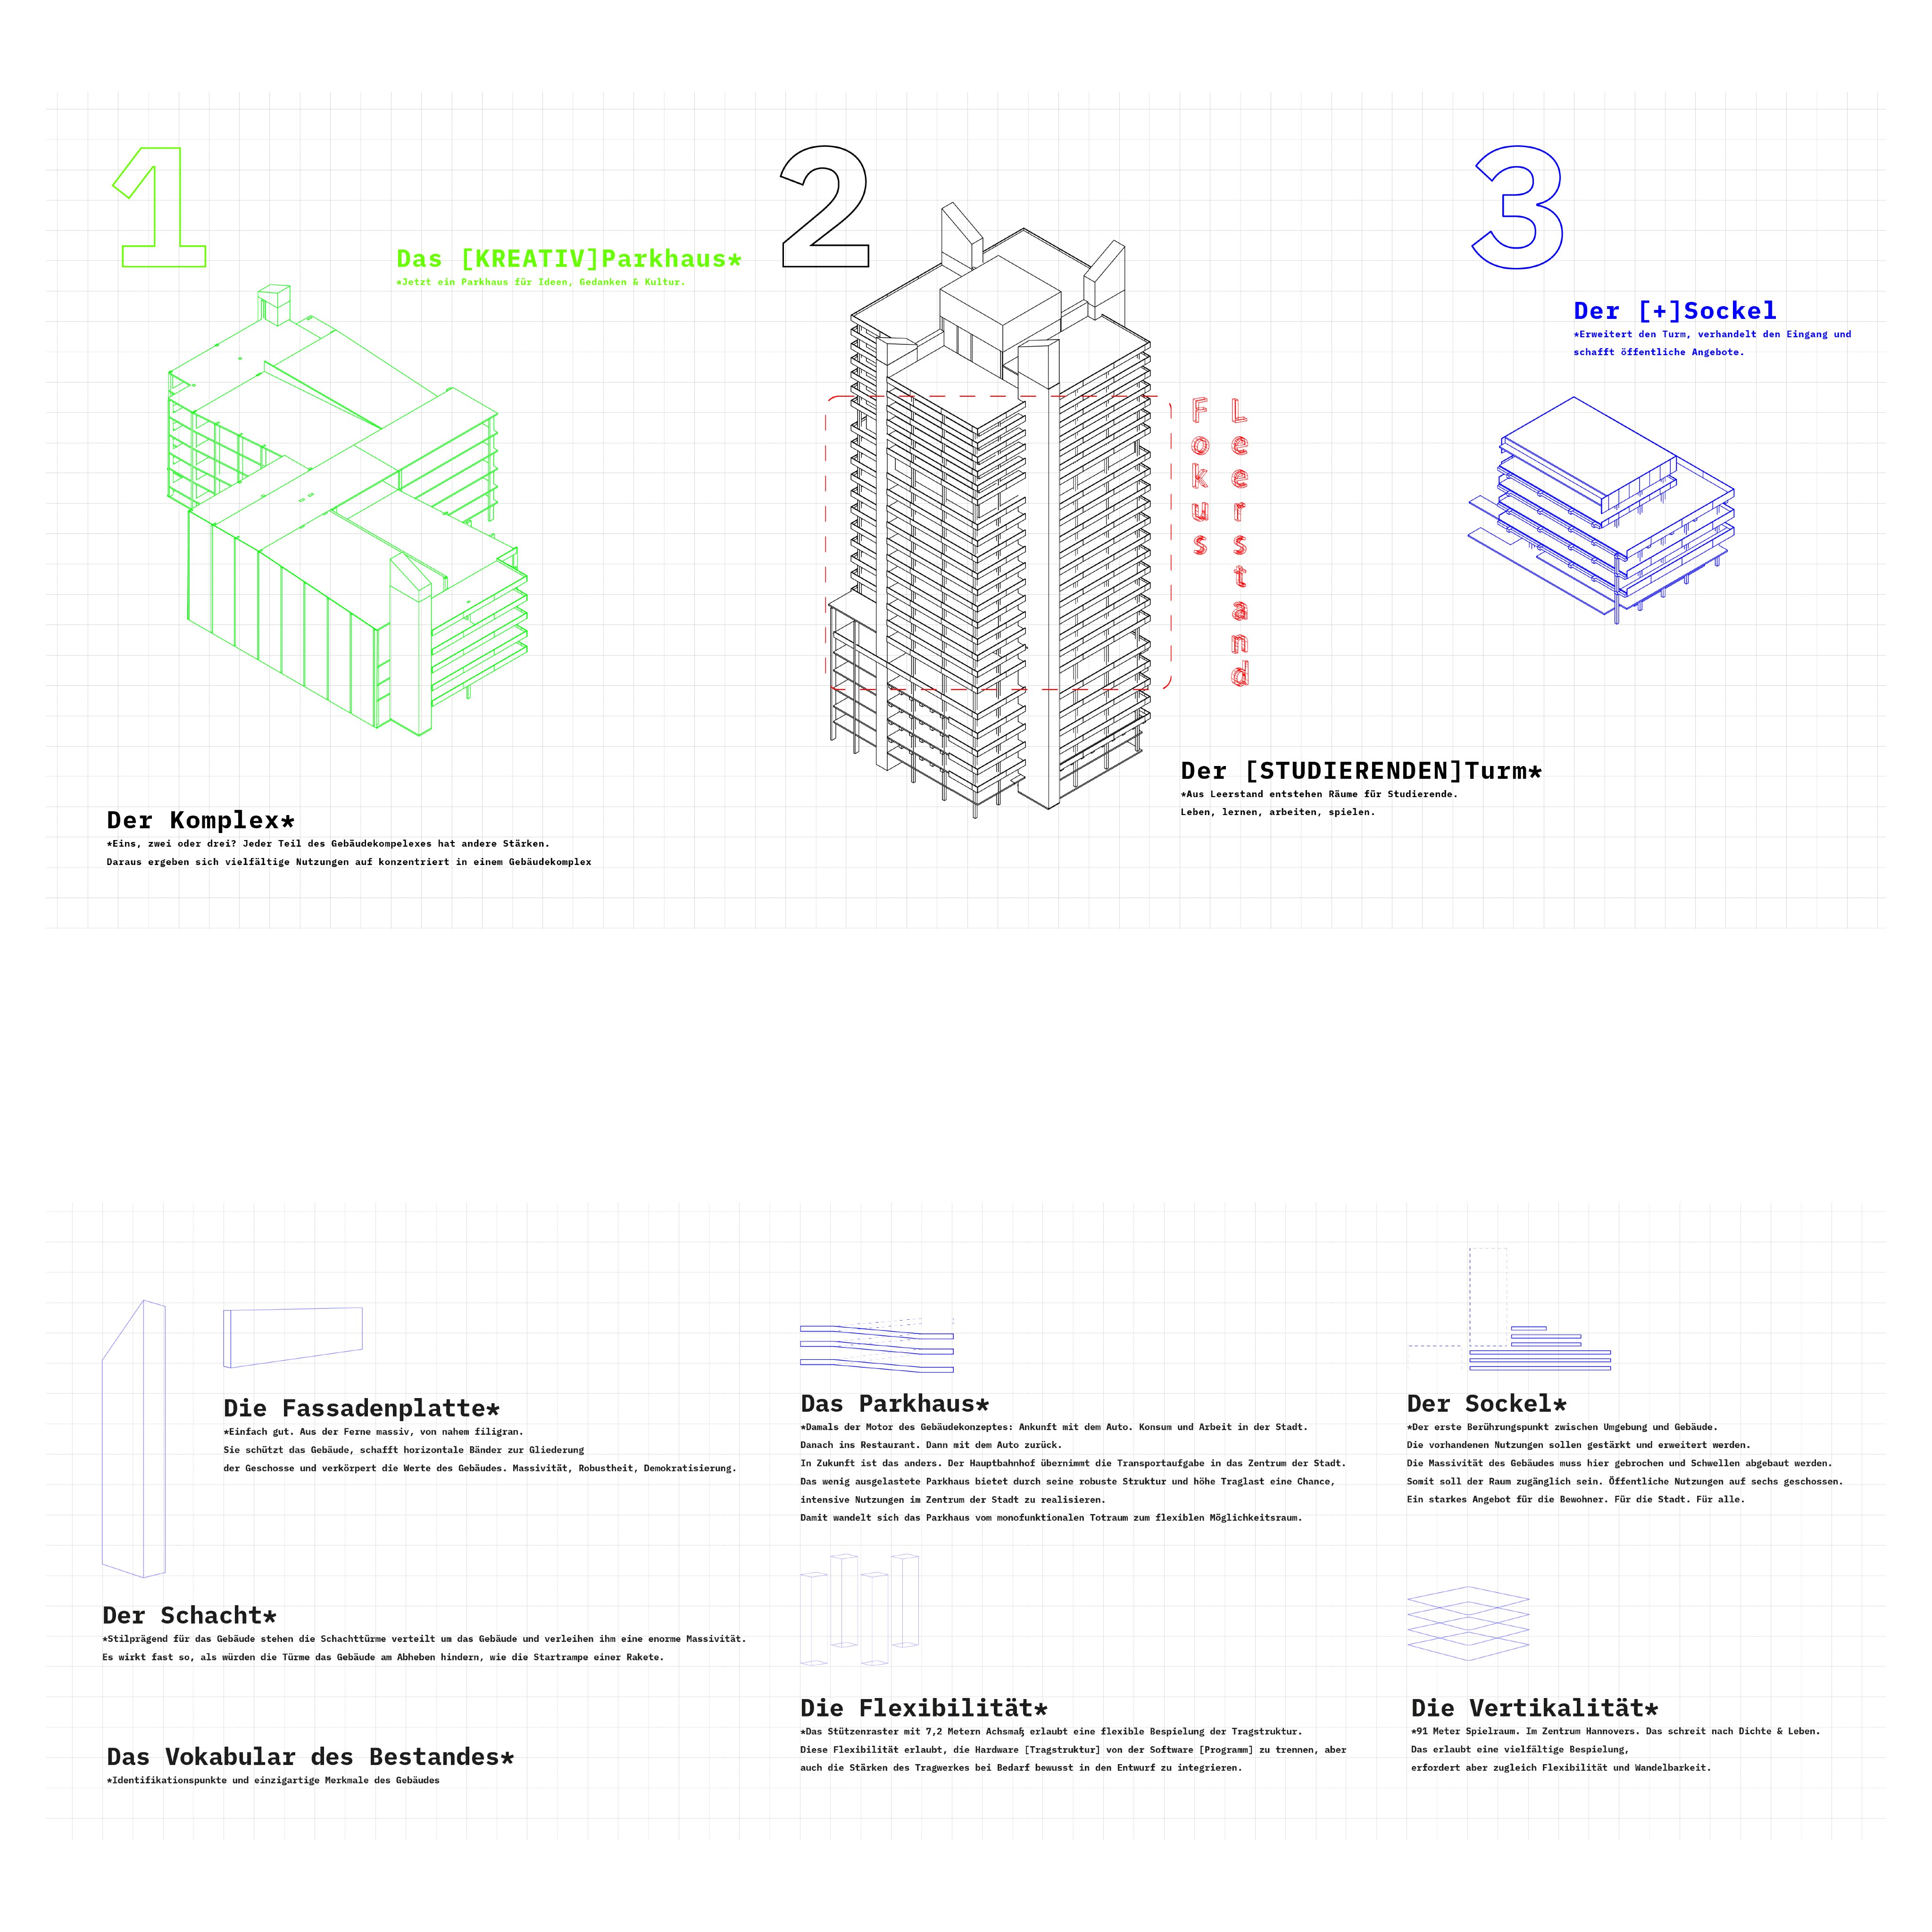 1
Das [KREATIV]Parkhaus*
*Jetzt ein Parkhaus für Ideen, Gedanken & Kultur.
2
3
Der [+]Sockel
*Erweitert den Turm, verhandelt den Eingang und
schafft öffentliche Angebote.
Fokus
Leerstand
Der [STUDIERENDEN]Turm*
*Aus Leerstand entstehen Räume für Studierende.
Leben, lernen, arbeiten, spielen.
Der Komplex*
*Eins, zwei oder drei? Jeder Teil des Gebäudekompelexes hat andere Stärken.
Daraus ergeben sich vielfältige Nutzungen auf konzentriert in einem Gebäudekomplex
Die Fassadenplatte*
*Einfach gut. Aus der Ferne massiv, von nahem filigran.
Sie schützt das Gebäude, schafft horizontale Bänder zur Gliederung
der Geschosse und verkörpert die Werte des Gebäudes. Massivität, Robustheit, Demokratisierung.
Der Schacht*
*Stilprägend für das Gebäude stehen die Schachttürme verteilt um das Gebäude und verleihen ihm eine enorme Massivität.
Es wirkt fast so, als würden die Türme das Gebäude am Abheben hindern, wie die Startrampe einer Rakete.
Das Vokabular des Bestandes*
*Identifikationspunkte und einzigartige Merkmale des Gebäudes
Das Parkhaus*
*Damals der Motor des Gebäudekonzeptes: Ankunft mit dem Auto. Konsum und Arbeit in der Stadt.
Danach ins Restaurant. Dann mit dem Auto zurück.
In Zukunft ist das anders. Der Hauptbahnhof übernimmt die Transportaufgabe in das Zentrum der Stadt.
Das wenig ausgelastete Parkhaus bietet durch seine robuste Struktur und höhe Traglast eine Chance,
intensive Nutzungen im Zentrum der Stadt zu realisieren.
Damit wandelt sich das Parkhaus vom monofunktionalen Totraum zum flexiblen Möglichkeitsraum.
Die Flexibilität*
*Das Stützenraster mit 7,2 Metern Achsmaß erlaubt eine flexible Bespielung der Tragstruktur.
Diese Flexibilität erlaubt, die Hardware [Tragstruktur] von der Software [Programm] zu trennen, aber
auch die Stärken des Tragwerkes bei Bedarf bewusst in den Entwurf zu integrieren.
Der Sockel*
*Der erste Berührungspunkt zwischen Umgebung und Gebäude.
Die vorhandenen Nutzungen sollen gestärkt und erweitert werden.
Die Massivität des Gebäudes muss hier gebrochen und Schwellen abgebaut werden.
Somit soll der Raum zugänglich sein. Öffentliche Nutzungen auf sechs geschossen.
Ein starkes Angebot für die Bewohner. Für die Stadt. Für alle.
Die Vertikalität*
*91 Meter Spielraum. Im Zentrum Hannovers. Das schreit nach Dichte & Leben.
Das erlaubt eine vielfältige Bespielung,
erfordert aber zugleich Flexibilität und Wandelbarkeit.